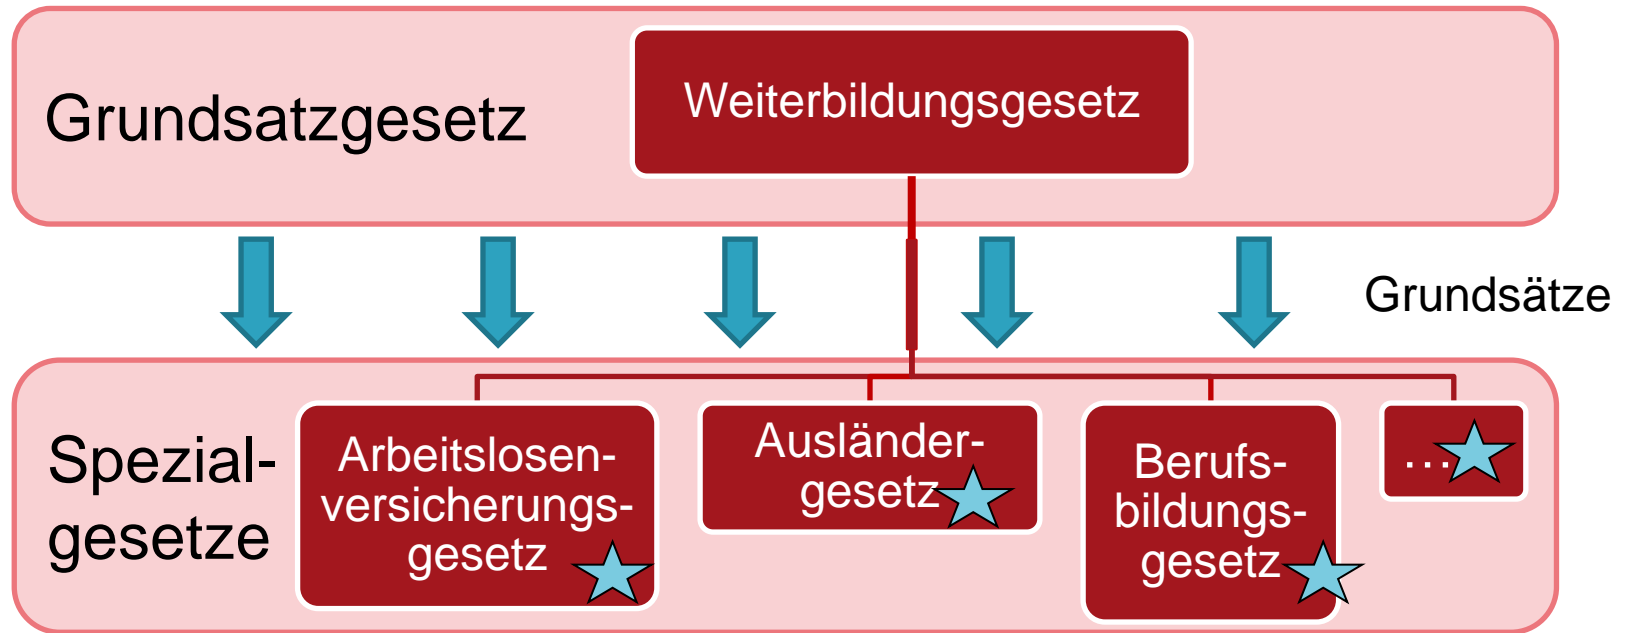 Grundsatzgesetz
Weiterbildungsgesetz
Grundsätze
Spezial-
gesetze
Arbeitslosen-
versicherungs-
gesetz
Ausländer-
gesetz
Berufs-
bildungs-
gesetz
...